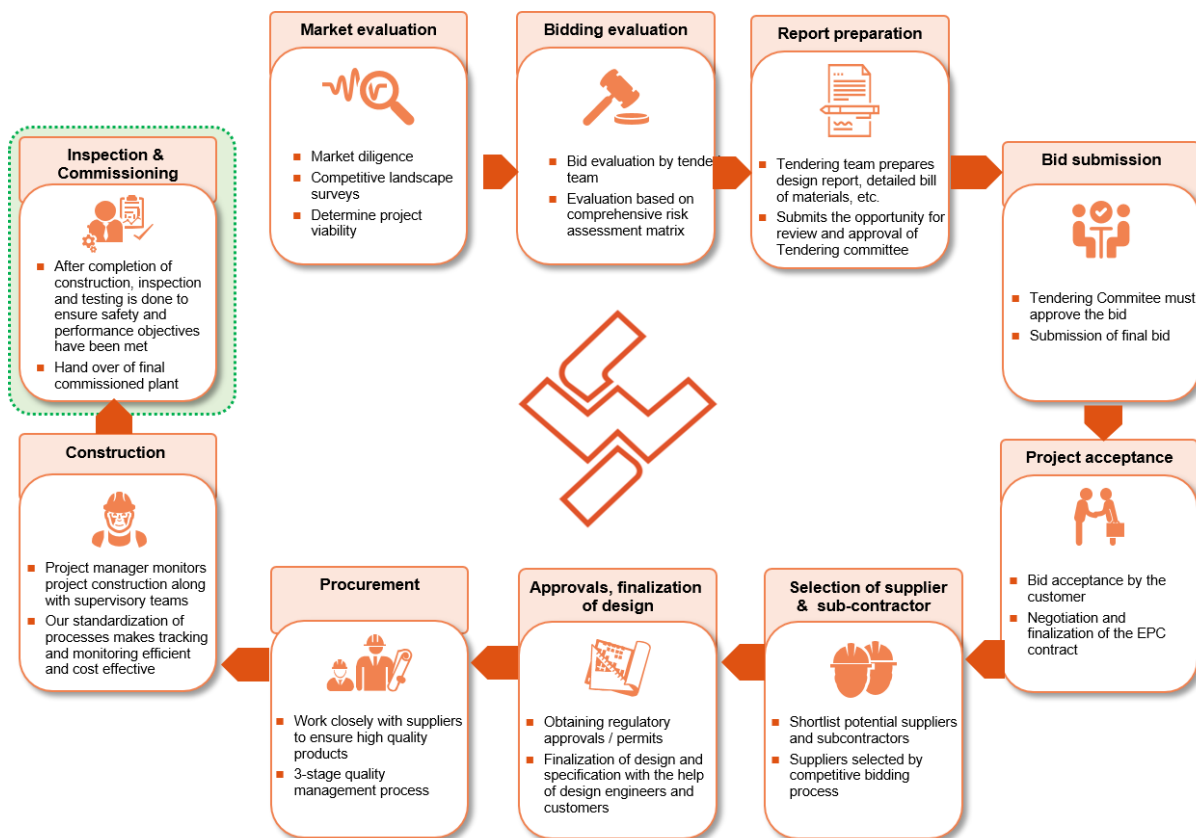 Market evaluation
Market diligence
Competitive landscape
surveys
Determine project
viability
Bidding evaluation
Bid evaluation by tende
team
Evaluation based on
comprehensive risk
assessment matrix
Report preparation
Tendering team prepares
design report, detailed bill
of materials, etc.
Submits the opportunity for
review and approval of
Tendering committee
Bid submission
Tendering Commitee must
approve the bid
Submission of final bid
Project acceptance
Bid acceptance by the
customer
Negotiation and
finalization of the EPC
contract
Selection of supplier
& sub-contractor
Shortlist potential suppliers
and subcontractors
Suppliers selected by
competitive bidding
process
Approvals, finalization
of design
Obtaining regulatory
approvals / permits
Finalization of design and
specification with the help
of design engineers and
customers
Procurement
Work closely with suppliers
to ensure high quality
products
3-stage quality
management process
Construction
Project manager monitors
project construction along
with supervisory teams
Our standardization of
processes makes tracking
and monitoring efficient
and cost effective
Inspection &
Commissioning
After completion of
construction, inspection
and testing is done to
ensure safety and
performance objectives
have been met
Hand over of final
commissioned plant